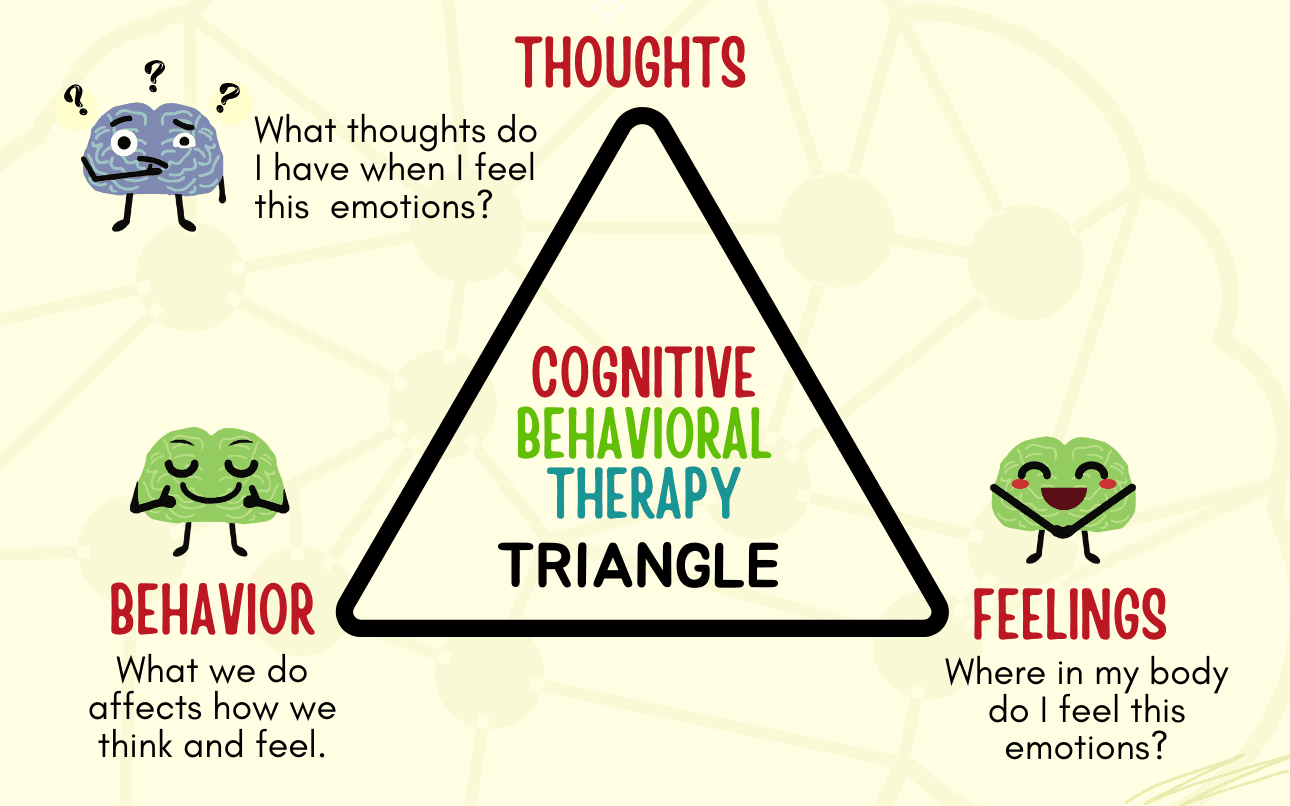 THOUGHTS
?
?
?
What thoughts do
I have when I feel
this  emotions?
COGNITIVE
BEHAVIORAL
THERAPY
TRIANGLE
BEHAVIOR
What we do
affects how we
think and feel.
FEELINGS
Where in my body
do I feel this
emotions?